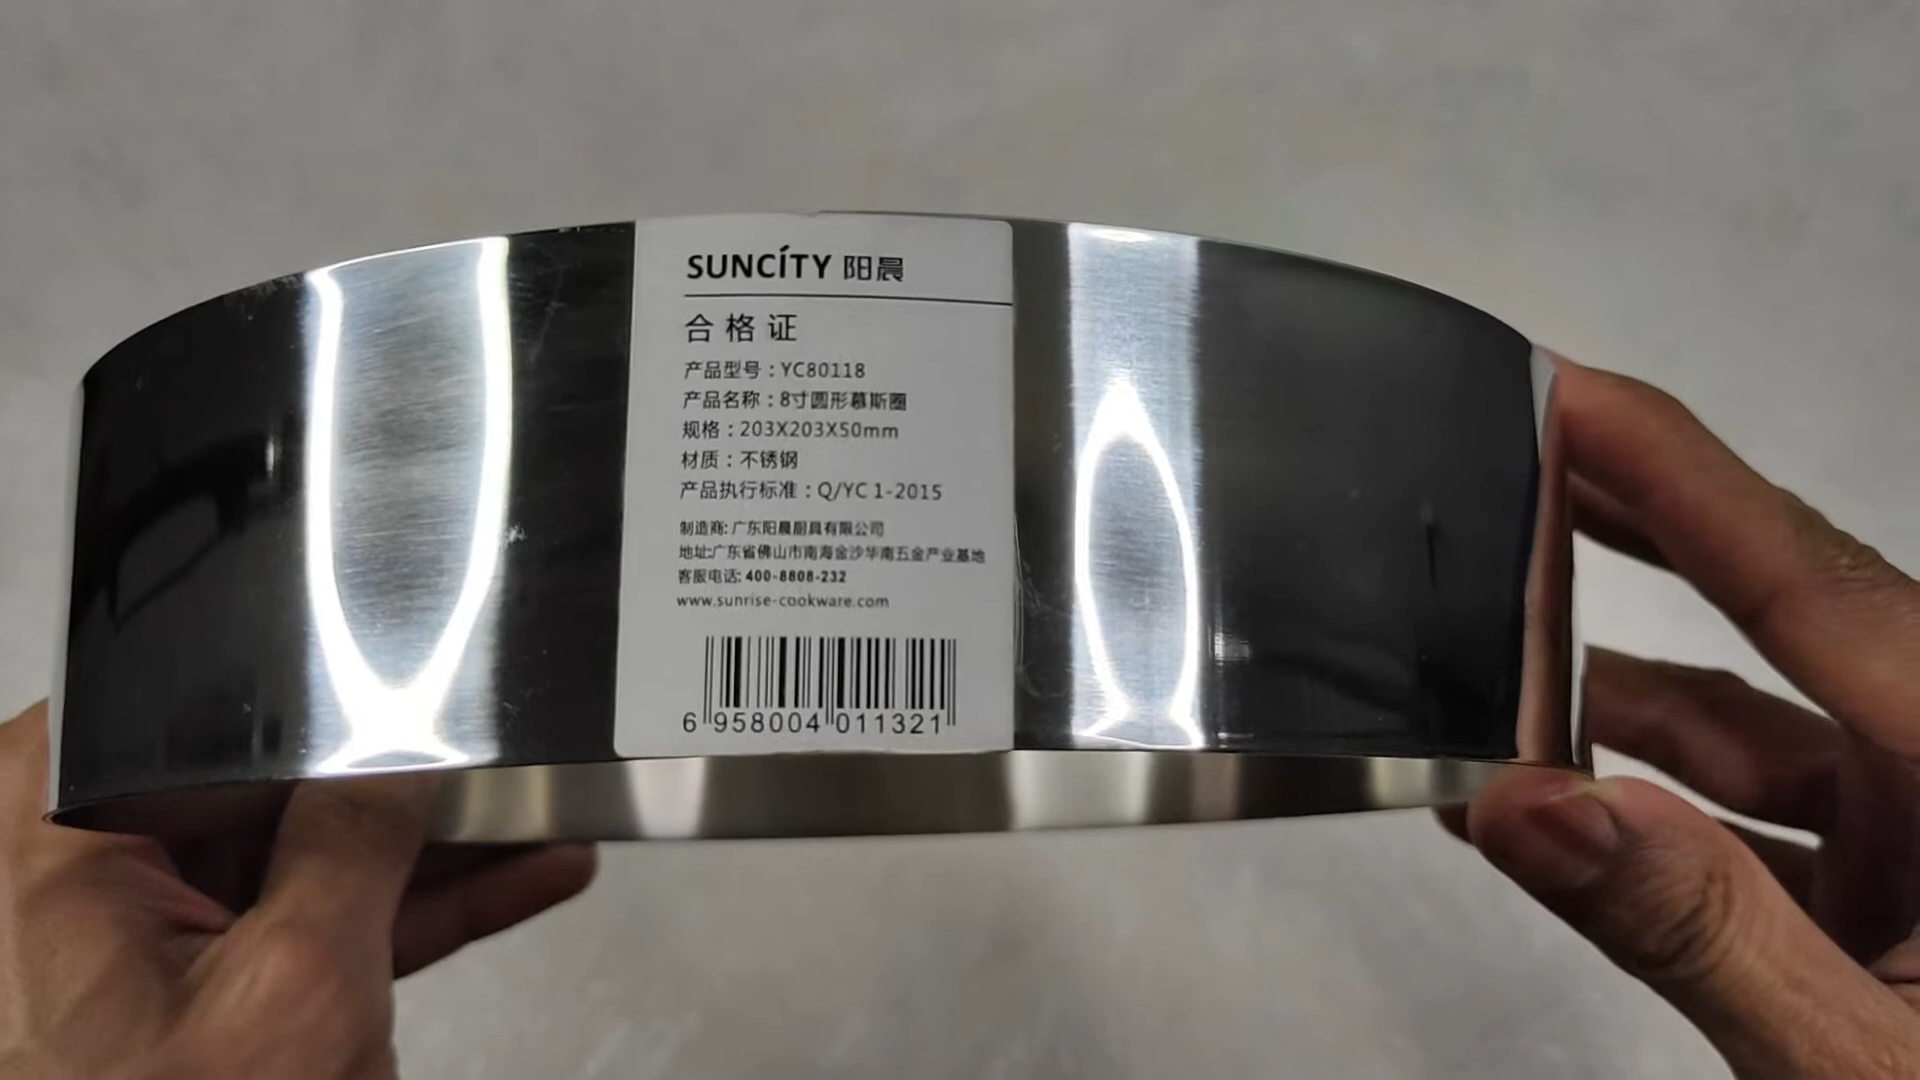 SUNCITY 阳晨
合格证
产品型号：YC80118
产品名称：8寸圆形慕斯圈
规格：203X203X50mm
材质：不锈钢
产品执行标准：Q/YC 1-2015
制造商: 广东阳晨厨具有限公司
地址:广东省佛山市南海金沙华南五金产业基地
客服电话: 400-8808-232
www.sunrise-cookware.com
6 958004 011321